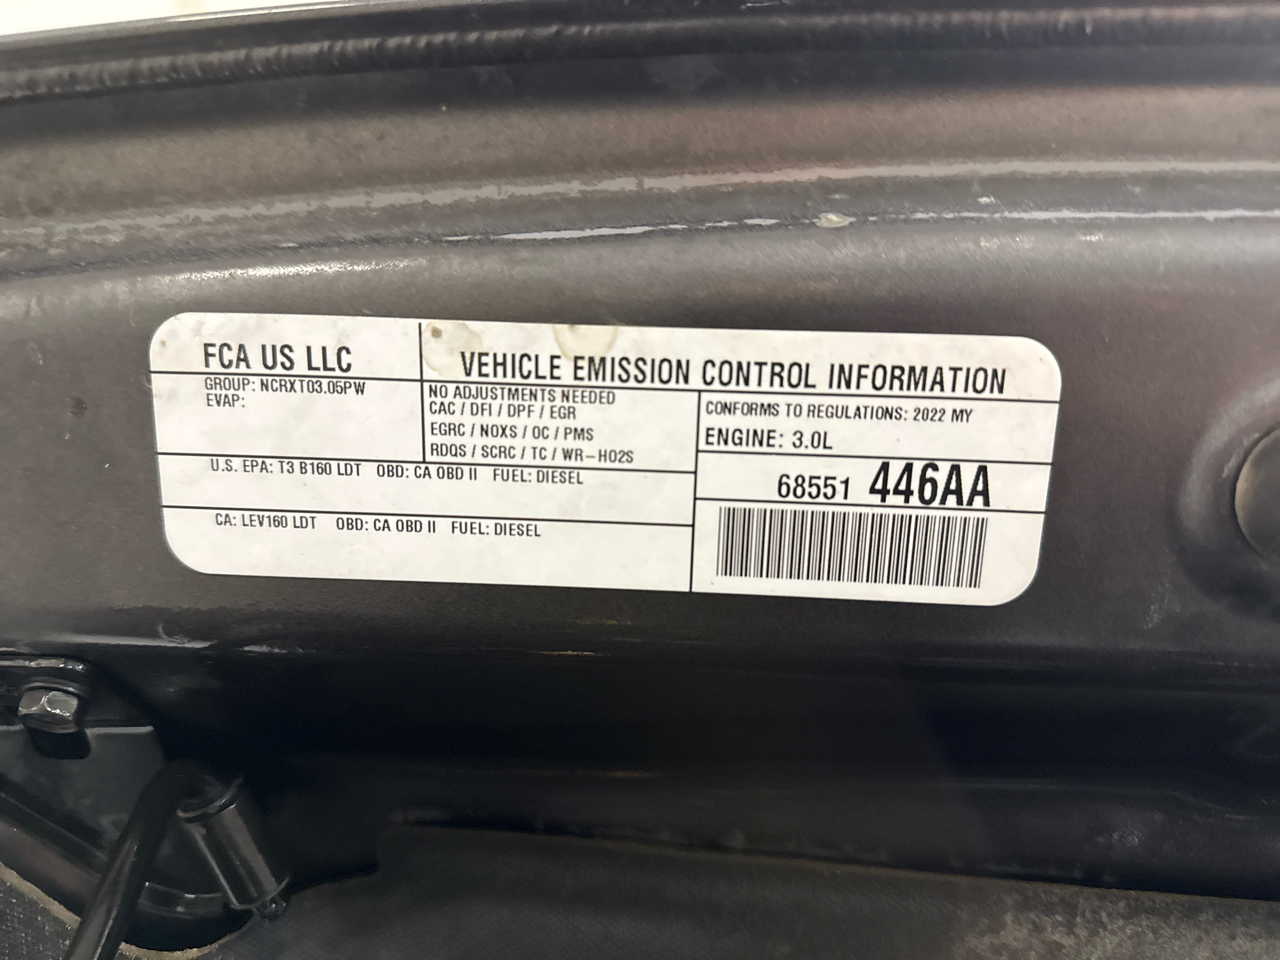 FCA US LLC
VEHICLE EMISSION CONTROL INFORMATION
GROUP: NCRXT03.05PW
EVAP:
NO ADJUSTMENTS NEEDED
CAC / DFI / DPF / EGR
EGRC / NOXS / OC / PMS
RDQS / SCRC / TC / WR-HO2S
CONFORMS TO REGULATIONS: 2022 MY
ENGINE: 3.0L
U.S. EPA: T3 B160 LDT OBD: CA OBD II FUEL: DIESEL
68551 446AA
CA: LEV160 LDT OBD: CA OBD II FUEL: DIESEL